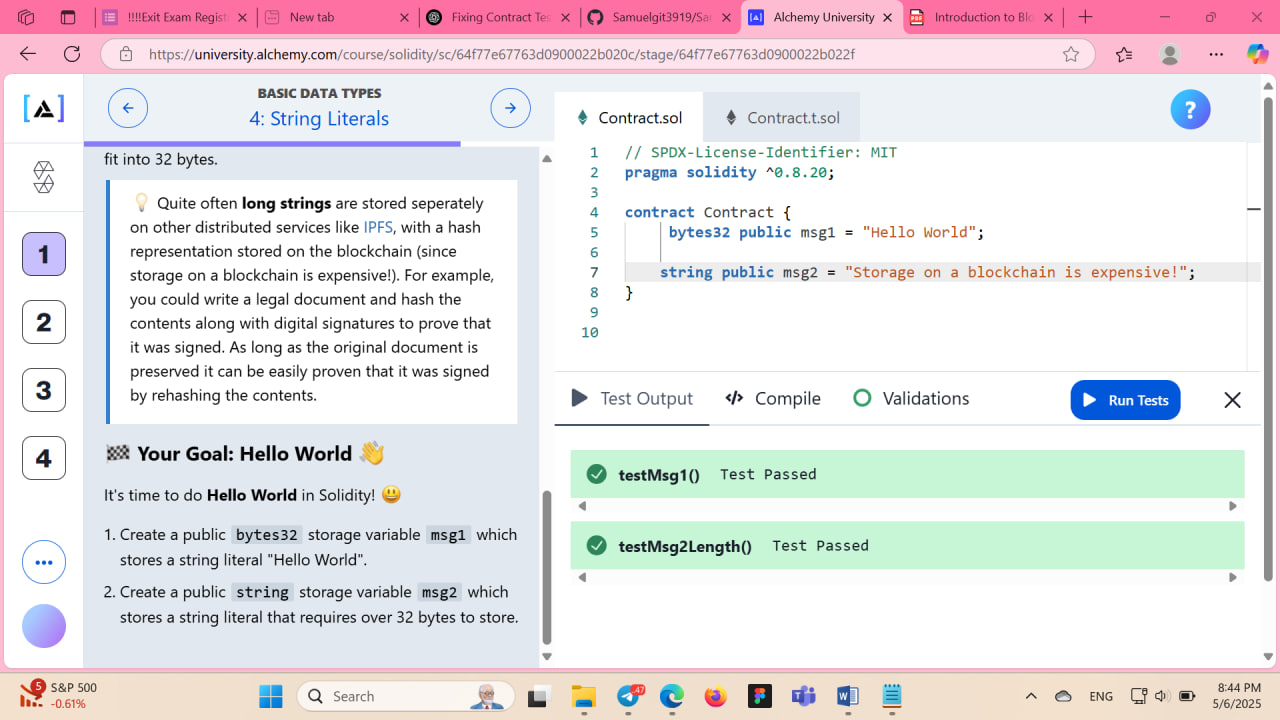 !!!!Exit Exam Regist
New tab
Fixing Contract Tes
Samuelgit3919/Sar
Alchemy University
Introduction to Blo
https://university.alchemy.com/course/solidity/sc/64f77e67763d0900022b020c/stage/64f77e67763d0900022b022f
BASIC DATA TYPES
4: String Literals
1
2
3
4
fit into 32 bytes.
💡 Quite often long strings are stored seperately
on other distributed services like IPFS, with a hash
representation stored on the blockchain (since
storage on a blockchain is expensive!). For example,
you could write a legal document and hash the
contents along with digital signatures to prove that
it was signed. As long as the original document is
preserved it can be easily proven that it was signed
by rehashing the contents.
🏁 Your Goal: Hello World 👋
It's time to do Hello World in Solidity! 😃
1. Create a public bytes32 storage variable msg1 which
stores a string literal "Hello World".
2. Create a public string storage variable msg2 which
stores a string literal that requires over 32 bytes to store.
Contract.sol
Contract.t.sol
?
1 // SPDX-License-Identifier: MIT
2 pragma solidity ^0.8.20;
3
4 contract Contract {
5 bytes32 public msg1 = "Hello World";
6
7 string public msg2 = "Storage on a blockchain is expensive!";
8 }
9
10
Test Output
Compile
Validations
Run Tests
testMsg1() Test Passed
testMsg2Length() Test Passed
5
S&P 500
-0.61%
Search
47
ENG
8:44 PM
5/6/2025